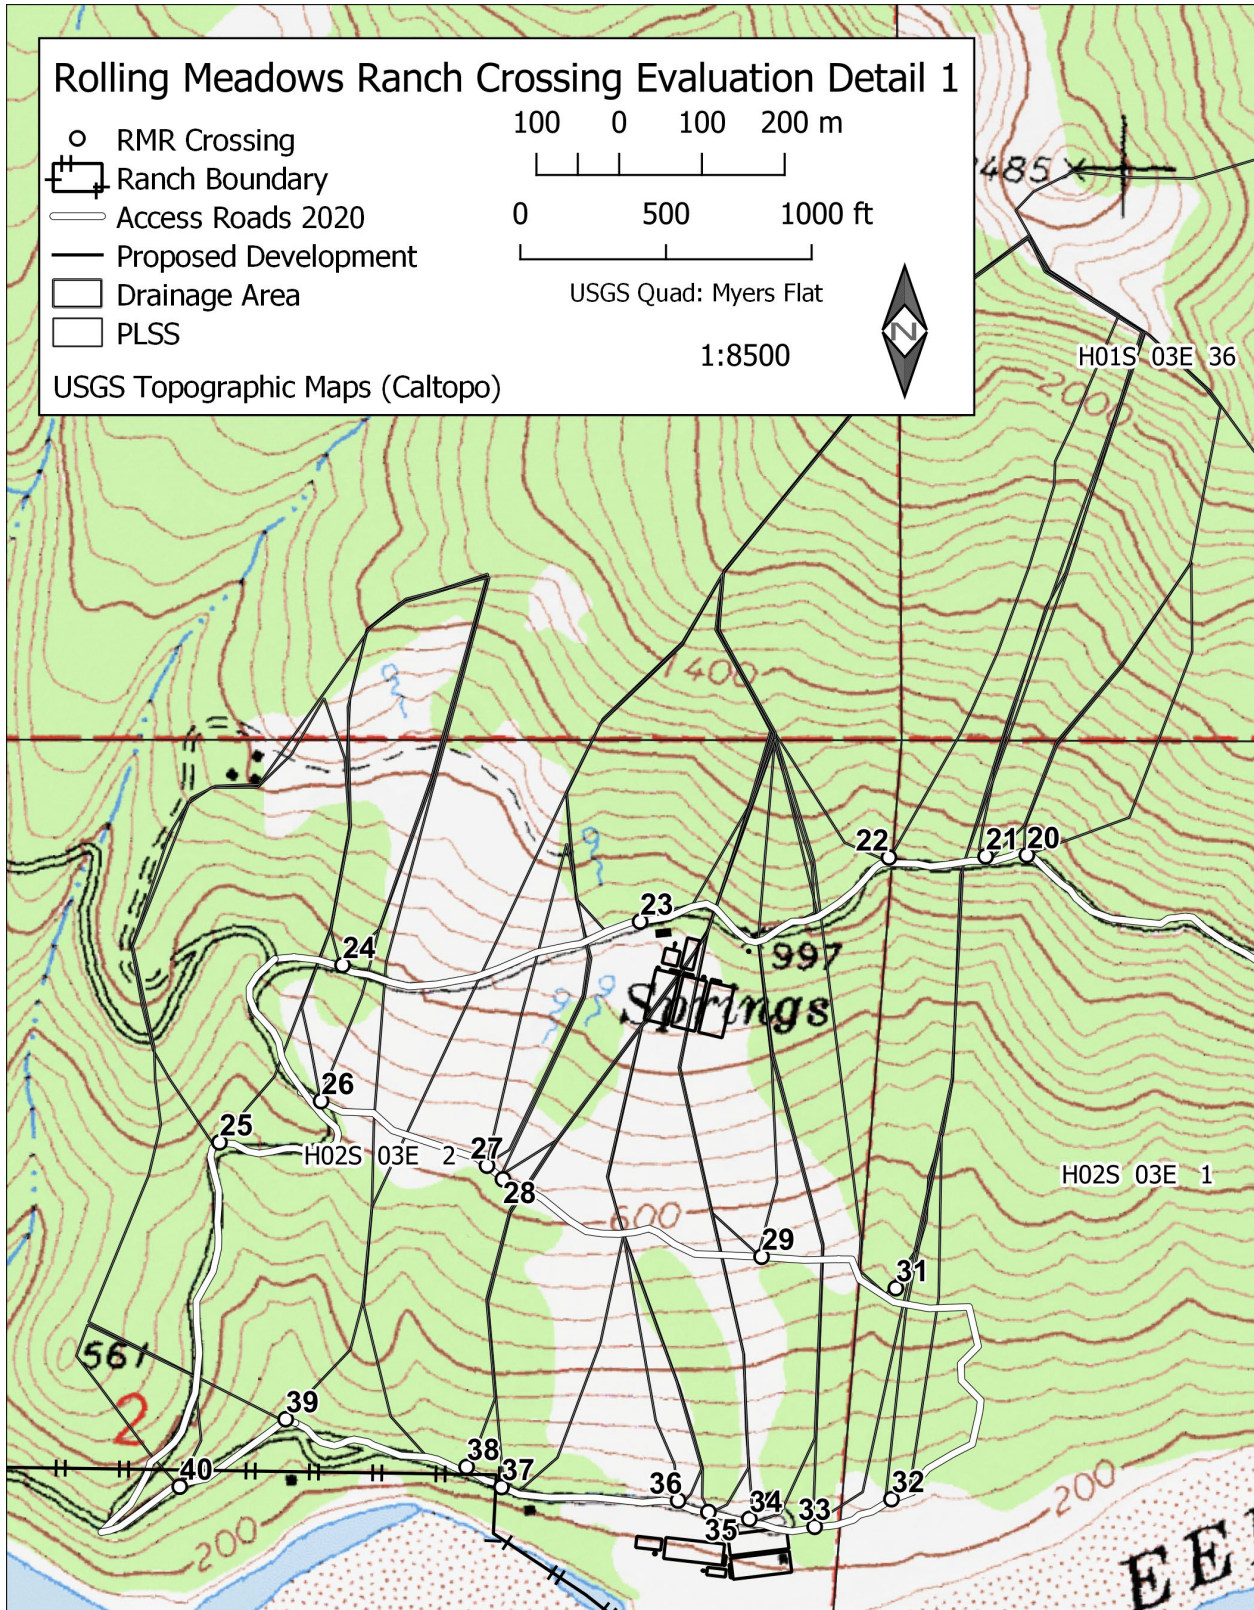 Rolling Meadows Ranch Crossing Evaluation Detail 1
RMR Crossing
Ranch Boundary
Access Roads 2020
Proposed Development
Drainage Area
PLSS
USGS Topographic Maps (Caltopo)
100 0 100 200 m
0 500 1000 ft
USGS Quad: Myers Flat
1:8500
N
H01S 03E 36
2000
1400
22
21
20
23
997
24
Springs
26
25
H02S 03E 2
27
28
H02S 03E 1
600
29
31
561
2
39
38
40
37
36
34
32
35
33
200
200